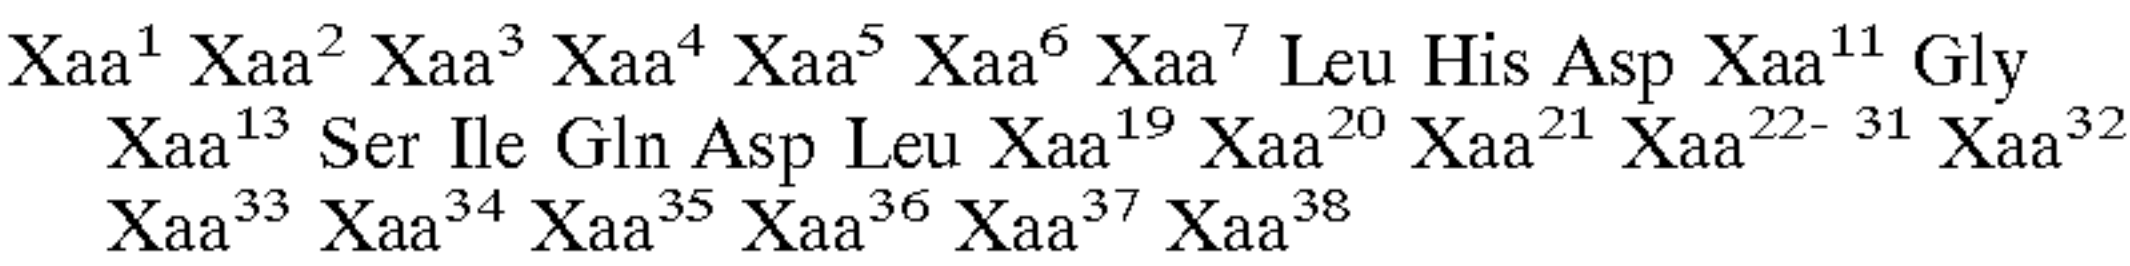 Xaa¹ Xaa² Xaa³ Xaa⁴ Xaa⁵ Xaa⁶ Xaa⁷ Leu His Asp Xaa¹¹ Gly
Xaa¹³ Ser Ile Gln Asp Leu Xaa¹⁹ Xaa²⁰ Xaa²¹ Xaa²²⁻ ³¹ Xaa³²
Xaa³³ Xaa³⁴ Xaa³⁵ Xaa³⁶ Xaa³⁷ Xaa³⁸